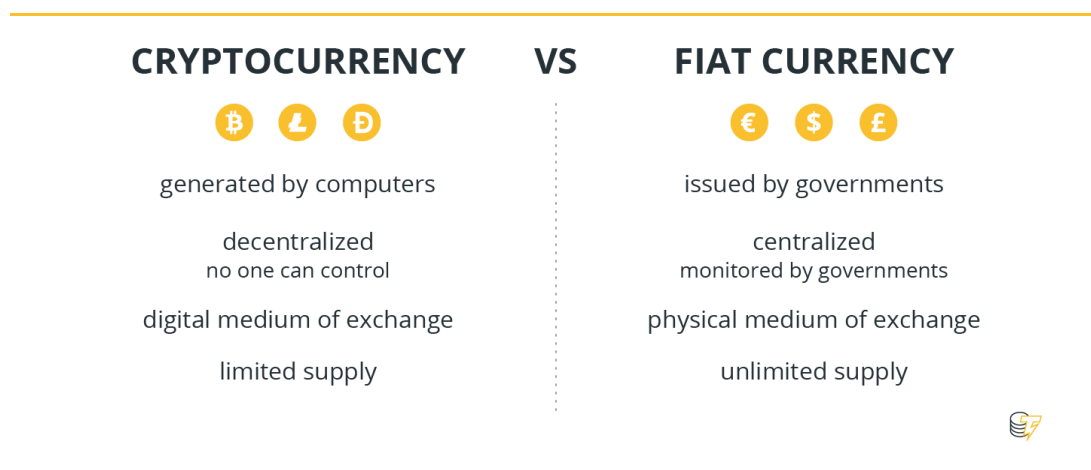 CRYPTOCURRENCY VS FIAT CURRENCY
₿ Ł Đ € $ £
generated by computers
issued by governments
decentralized
no one can control
centralized
monitored by governments
digital medium of exchange
physical medium of exchange
limited supply
unlimited supply